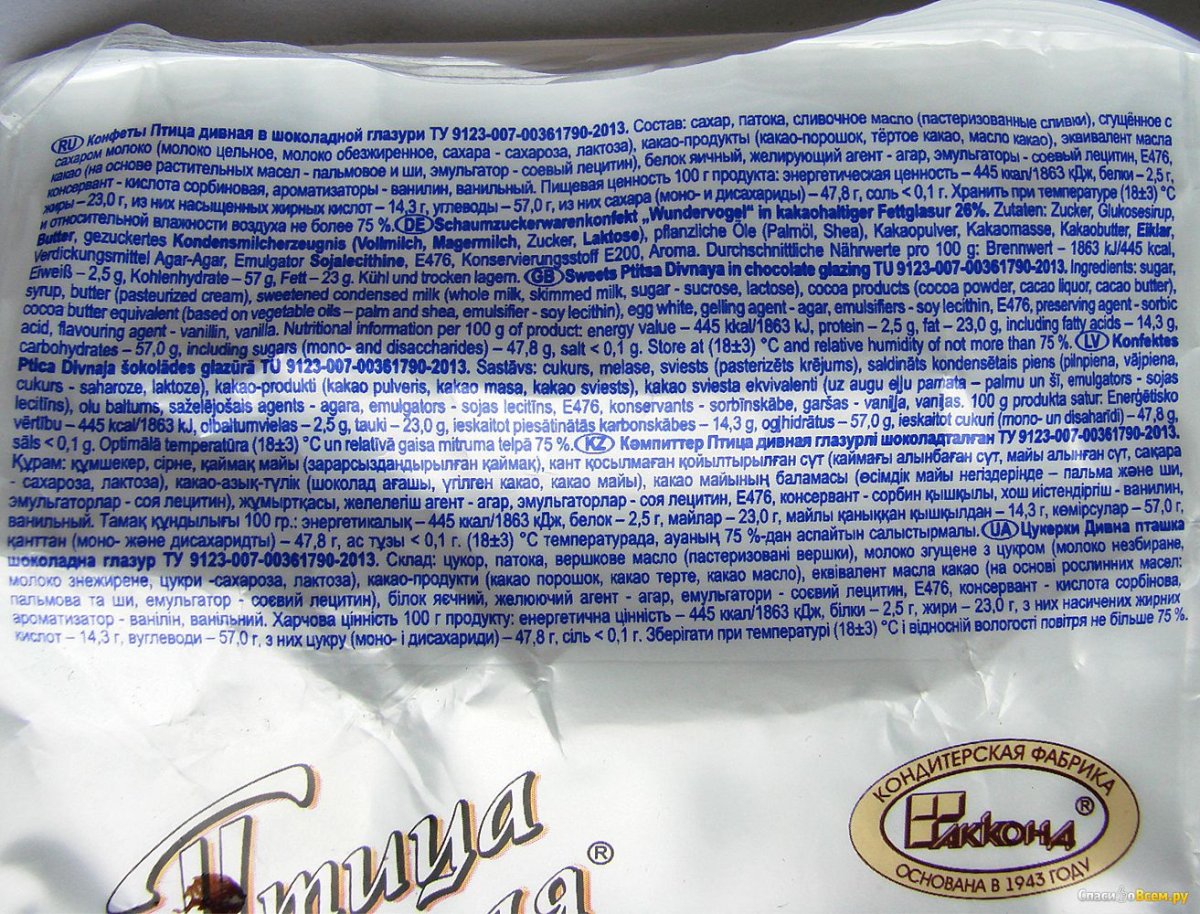 RU Конфеты Птица дивная в шоколадной глазури ТУ 9123-007-00361790-2013. Состав: сахар, патока, сливочное масло (пастеризованные сливки), сгущённое с
сахаром молоко (молоко цельное, молоко обезжиренное, сахара - сахароза, лактоза), какао-продукты (какао-порошок, тёртое какао, масло какао), эквивалент масла
какао (на основе растительных масел - пальмовое и ши, эмульгатор - соевый лецитин), белок яичный, желирующий агент - агар, эмульгаторы - соевый лецитин, Е476,
консервант - кислота сорбиновая, ароматизаторы - ванилин, ванильный. Пищевая ценность 100 г продукта: энергетическая ценность – 445 ккал/1863 кДж, белки – 2,5 г,
жиры – 23,0 г, из них насыщенных жирных кислот – 14,3 г, углеводы – 57,0 г, из них сахара (моно- и дисахариды) – 47,8 г, соль < 0,1 г. Хранить при температуре (18±3) °С
и относительной влажности воздуха не более 75 %. DE Schaumzuckerwarenkonfekt „Wundervogel“ in kakaohaltiger Fettglasur 26%. Zutaten: Zucker, Glukosesirup,
Butter, gezuckertes Kondensmilcherzeugnis (Vollmilch, Magermilch, Zucker, Laktose), pflanzliche Öle (Palmöl, Shea), Kakaopulver, Kakaomasse, Kakaobutter, Eiklar,
Verdickungsmittel Agar-Agar, Emulgator Sojalecithine, E476, Konservierungsstoff E200, Aroma. Durchschnittliche Nährwerte pro 100 g: Brennwert - 1863 kJ/445 kcal,
Eiweiß – 2,5 g, Kohlenhydrate – 57 g, Fett – 23 g. Kühl und trocken lagern. GB Sweets Ptitsa Divnaya in chocolate glazing TU 9123-007-00361790-2013. Ingredients: sugar,
syrup, butter (pasteurized cream), sweetened condensed milk (whole milk, skimmed milk, sugar - sucrose, lactose), cocoa products (cocoa powder, cacao liquor, cacao butter),
cocoa butter equivalent (based on vegetable oils – palm and shea, emulsifier - soy lecithin), egg white, gelling agent - agar, emulsifiers - soy lecithin, E476, preserving agent - sorbic
acid, flavouring agent - vanillin, vanilla. Nutritional information per 100 g of product: energy value – 445 kkal/1863 kJ, protein – 2,5 g, fat – 23,0 g, including fatty acids – 14,3 g,
carbohydrates – 57,0 g, including sugars (mono- and disaccharides) – 47,8 g, salt < 0,1 g. Store at (18±3) °C and relative humidity of not more than 75 %. LV Konfektes
Ptica Divnaja šokolādes glazūrā TU 9123-007-00361790-2013. Sastāvs: cukurs, melase, sviests (pasterizēts krējums), saldināts kondensētais piens (pilnpiena, vājpiena,
cukurs - saharoze, laktoze), kakao-produkti (kakao pulveris, kakao masa, kakao sviests), kakao sviesta ekvivalenti (uz augu eļļu pamata – palmu un šī, emulgators - sojas
lecitīns), olu baltums, saželējošais agents - agara, emulgators - sojas lecitīns, E476, konservants - sorbīnskābe, garšas - vaniļļa, vaniļas. 100 g produkta satur: Enerģētisko
vērtību – 445 kcal/1863 kJ, olbaltumvielas – 2,5 g, tauki – 23,0 g, ieskaitot piesātinātās karbonskābes – 14,3 g, ogļhidrātus – 57,0 g, ieskaitot cukuri (mono- un disaharīdi) – 47,8 g,
sāls < 0,1 g. Optimālā temperatūra (18±3) °C un relatīvā gaisa mitruma telpā 75 %. KZ Кәмпиттер Птица дивная глазурлі шоколадталған ТУ 9123-007-00361790-2013.
Құрам: құмшекер, сірне, қаймақ майы (зарарсыздандырылған қаймақ), кант қосылмаған қойылтырылған сүт (каймағы алынбаған сүт, майы алынған сүт, сақара
- сахароза, лактоза), какао-азық-түлік (шоколад ағашы, үгілген какао, какао майы), какао майының баламасы (өсімдік майы негіздерінде – пальма және ши,
эмульгаторлар - соя лецитин), жұмыртқасы, желелегіш агент - агар, эмульгаторлар - соя лецитин, Е476, консервант - сорбин қышқылы, хош иістендіргіш - ванилин,
ванильный. Тамақ құндылығы 100 гр.: энергетикалық – 445 ккал/1863 кДж, белок – 2,5 г, майлар – 23,0 г, майлы қаныққан қышқылдан – 14,3 г, көмірсулар – 57,0 г,
қанттан (моно- және дисахаридты) – 47,8 г, ас тұзы < 0,1 г. (18±3) °С температурада, ауаның 75 %-дан аспайтын салыстырмалы. UA Цукерки Дивна пташка
шоколадна глазур ТУ 9123-007-00361790-2013. Склад: цукор, патока, вершкове масло (пастеризовані вершки), молоко згущене з цукром (молоко незбиране,
молоко знежирене, цукри -сахароза, лактоза), какао-продукти (какао порошок, какао терте, какао масло), еквівалент масла какао (на основі рослинних масел:
пальмова та ши, емульгатор - соєвий лецитин), білок яєчний, желюючий агент - агар, емульгатори - соєвий лецитин, Е476, консервант - кислота сорбінова,
ароматизатор - ванілін, ванільний. Харчова цінність 100 г продукту: енергетична цінність – 445 ккал/1863 кДж, білки – 2,5 г, жири – 23,0 г, з них насичених жирних
кислот – 14,3 г, вуглеводи – 57,0 г, з них цукру (моно- і дисахариди) – 47,8 г, сіль < 0,1 г. Зберігати при температурі (18±3) °С і відносній вологості повітря не більше 75 %.
КОНДИТЕРСКАЯ ФАБРИКА
АККОНД ®
ОСНОВАНА В 1943 ГОДУ
Птица
®
СпасибоВсем.ру